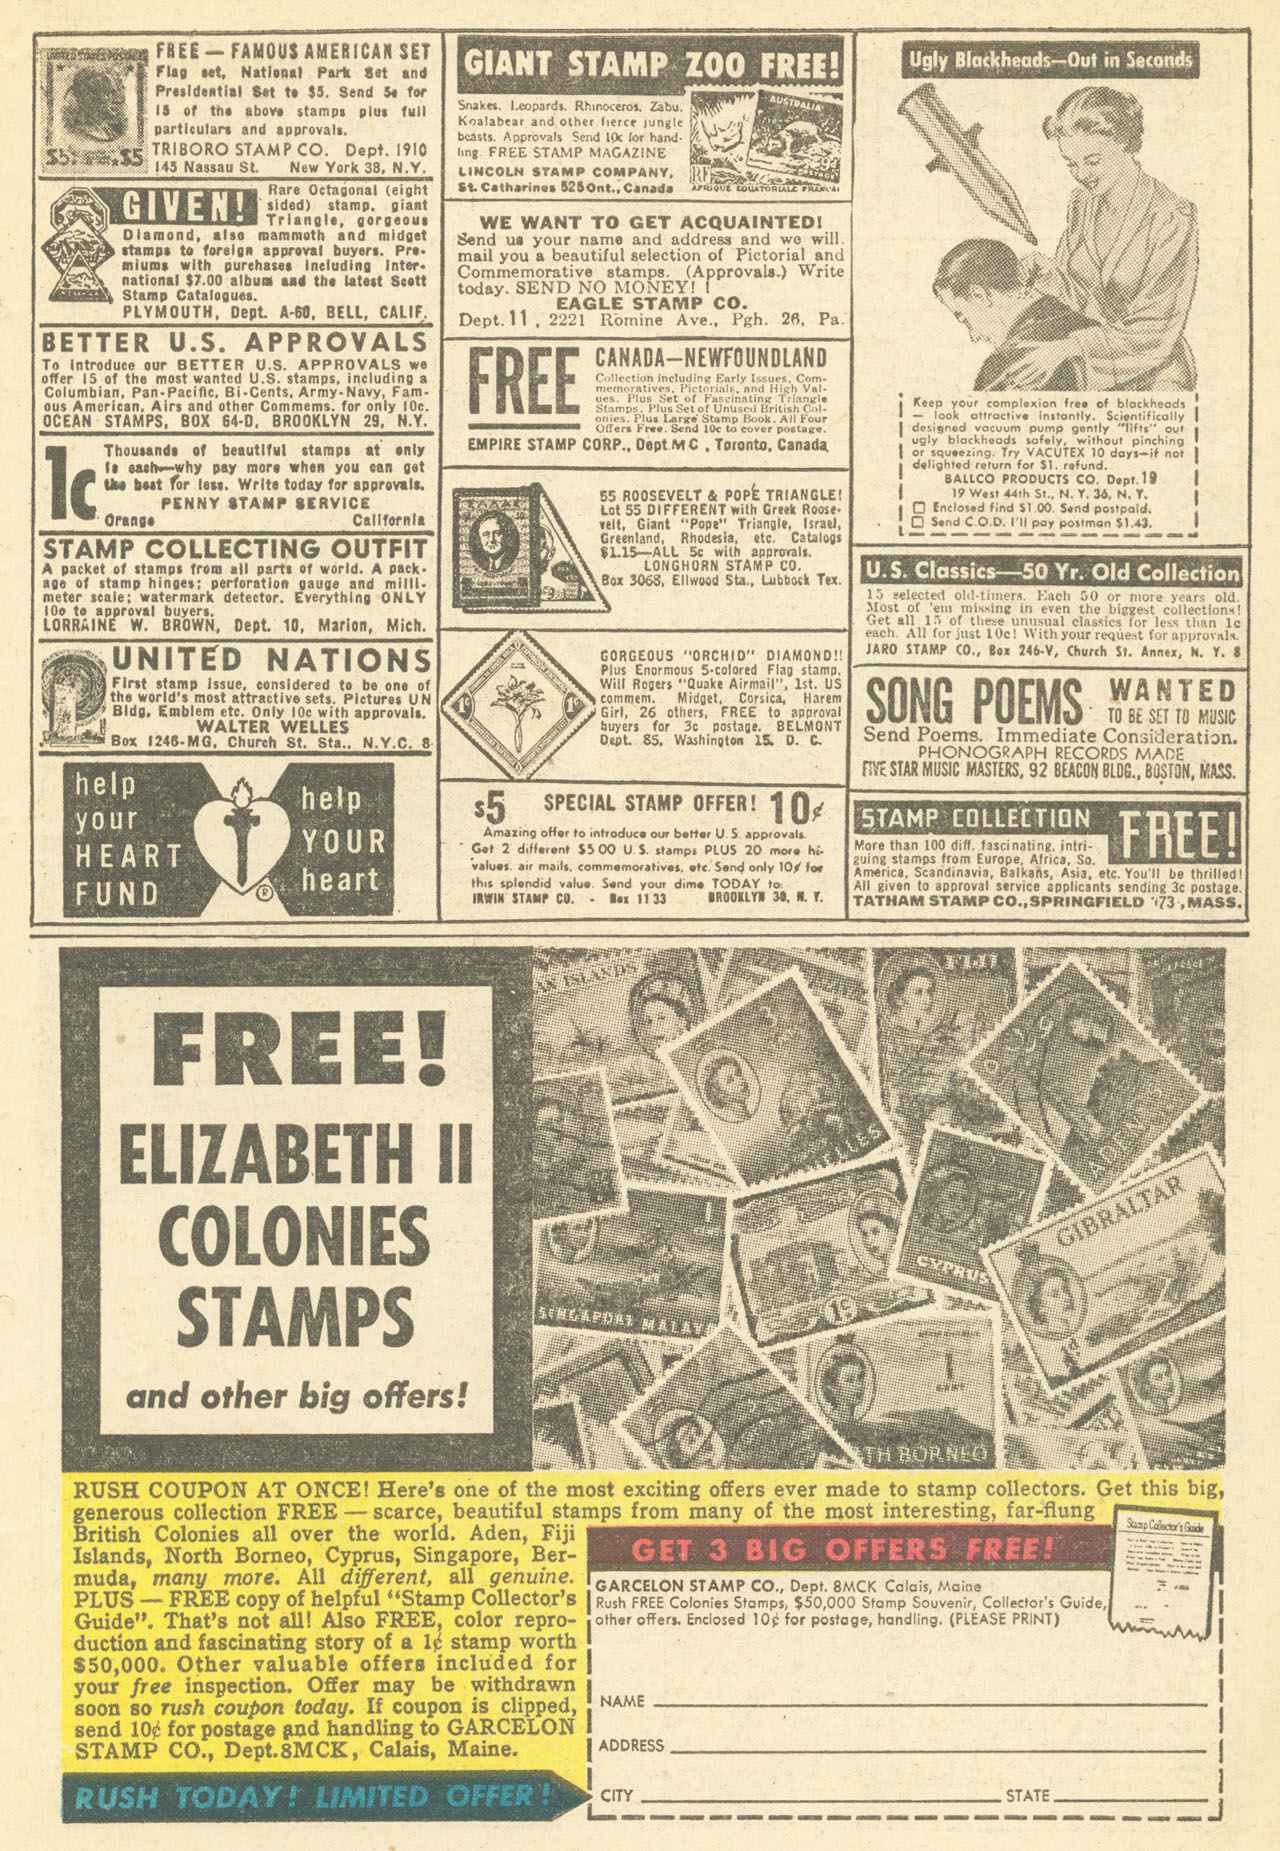 FREE — FAMOUS AMERICAN SET
Flag set, National Park Set and
Presidential Set to $5. Send 5c for
15 of the above stamps plus full
particulars and approvals.
TRIBORO STAMP CO. Dept. 1910
145 Nassau St. New York 38, N.Y.
UNITED STATES POSTAGE
$5 $5
GIVEN!
Rare Octagonal (eight
sided) stamp, giant
Triangle, gorgeous
Diamond, also mammoth and midget
stamps to foreign approval buyers. Pre-
miums with purchases including Inter-
national $7.00 album and the latest Scott
Stamp Catalogues.
PLYMOUTH, Dept. A-60, BELL, CALIF.
BETTER U.S. APPROVALS
To introduce our BETTER U.S. APPROVALS we
offer 15 of the most wanted U.S. stamps, including a
Columbian, Pan-Pacific, Bi-Cents, Army-Navy, Fam-
ous American, Airs and other Commems. for only 10c.
OCEAN STAMPS, BOX 64-D, BROOKLYN 29, N.Y.
1c
Thousands of beautiful stamps at only
1c each—why pay more when you can get
the best for less. Write today for approvals.
PENNY STAMP SERVICE
Orange California
STAMP COLLECTING OUTFIT
A packet of stamps from all parts of world. A pack-
age of stamp hinges; perforation gauge and milli-
meter scale; watermark detector. Everything ONLY
10c to approval buyers.
LORRAINE W. BROWN, Dept. 10, Marion, Mich.
UNITED NATIONS
First stamp issue, considered to be one of
the world's most attractive sets. Pictures UN
Bldg, Emblem etc. Only 10c with approvals.
WALTER WELLES
Box 1246-MG, Church St. Sta., N.Y.C. 8
help
your
HEART
FUND
help
YOUR
heart
®
GIANT STAMP ZOO FREE!
Snakes, Leopards, Rhinoceros, Zabu,
Koalabear and other fierce jungle
beasts. Approvals Send 10c for hand-
ling. FREE STAMP MAGAZINE
LINCOLN STAMP COMPANY,
St. Catharines 525 Ont., Canada
AUSTRALIA
RF
AFRIQUE EQUATORIALE FRANCAI
WE WANT TO GET ACQUAINTED!
Send us your name and address and we will
mail you a beautiful selection of Pictorial and
Commemorative stamps. (Approvals.) Write
today. SEND NO MONEY! !
EAGLE STAMP CO.
Dept. 11, 2221 Romine Ave., Pgh. 26, Pa.
FREE
CANADA—NEWFOUNDLAND
Collection including Early Issues, Com-
memoratives, Pictorials, and High Val-
ues. Plus Set of Fascinating Triangle
Stamps. Plus Set of Unused British Col-
onies. Plus Large Stamp Book. All Four
Offers Free. Send 10c to cover postage.
EMPIRE STAMP CORP., Dept. MC, Toronto, Canada
55 ROOSEVELT & POPE TRIANGLE!
Lot 55 DIFFERENT with Greek Roose-
velt, Giant "Pope" Triangle, Israel,
Greenland, Rhodesia, etc. Catalogs
$1.15—ALL 5c with approvals.
LONGHORN STAMP CO.
Box 3068, Ellwood Sta., Lubbock Tex.
1c 1c
GORGEOUS "ORCHID" DIAMOND!!
Plus Enormous 5-colored Flag stamp,
Will Rogers "Quake Airmail", 1st. US
commem. Midget, Corsica, Harem
Girl, 26 others, FREE to approval
buyers for 3c postage. BELMONT
Dept. 85, Washington 15, D. C.
$5 SPECIAL STAMP OFFER! 10¢
Amazing offer to introduce our better U.S. approvals.
Get 2 different $5.00 U.S. stamps PLUS 20 more hi-
values, air mails, commemoratives, etc. Send only 10¢ for
this splendid value. Send your dime TODAY to:
IRWIN STAMP CO. - Box 1133 BROOKLYN 30, N. Y.
Ugly Blackheads—Out in Seconds
Keep your complexion free of blackheads
— look attractive instantly. Scientifically
designed vacuum pump gently "lifts" out
ugly blackheads safely, without pinching
or squeezing. Try VACUTEX 10 days—if not
delighted return for $1. refund.
BALLCO PRODUCTS CO. Dept. 19
19 West 44th St., N. Y. 36, N. Y.
Enclosed find $1.00. Send postpaid.
Send C.O.D. I'll pay postman $1.43.
U.S. Classics—50 Yr. Old Collection
15 selected old-timers. Each 50 or more years old.
Most of 'em missing in even the biggest collections!
Get all 15 of these unusual classics for less than 1c
each. All for just 10c! With your request for approvals.
JARO STAMP CO., Box 246-V, Church St. Annex, N. Y. 8
SONG POEMS WANTED
TO BE SET TO MUSIC
Send Poems. Immediate Consideration.
PHONOGRAPH RECORDS MADE
FIVE STAR MUSIC MASTERS, 92 BEACON BLDG., BOSTON, MASS.
STAMP COLLECTION FREE!
More than 100 diff. fascinating, intri-
guing stamps from Europe, Africa, So.
America, Scandinavia, Balkans, Asia, etc. You'll be thrilled!
All given to approval service applicants sending 3c postage.
TATHAM STAMP CO., SPRINGFIELD 73, MASS.
FREE!
ELIZABETH II
COLONIES
STAMPS
and other big offers!
ISLANDS
FIJI
ADEN
GIBRALTAR
CYPRUS
1c
SINGAPORE MALAYA
1
CENT
TH BORNEO
RUSH COUPON AT ONCE! Here's one of the most exciting offers ever made to stamp collectors. Get this big,
generous collection FREE — scarce, beautiful stamps from many of the most interesting, far-flung
British Colonies all over the world. Aden, Fiji
Islands, North Borneo, Cyprus, Singapore, Ber-
muda, many more. All different, all genuine.
PLUS — FREE copy of helpful "Stamp Collector's
Guide". That's not all! Also FREE, color repro-
duction and fascinating story of a 1¢ stamp worth
$50,000. Other valuable offers included for
your free inspection. Offer may be withdrawn
soon so rush coupon today. If coupon is clipped,
send 10¢ for postage and handling to GARCELON
STAMP CO., Dept. 8MCK, Calais, Maine.
RUSH TODAY! LIMITED OFFER!
Stamp Collector's Guide
GET 3 BIG OFFERS FREE!
GARCELON STAMP CO., Dept. 8MCK Calais, Maine
Rush FREE Colonies Stamps, $50,000 Stamp Souvenir, Collector's Guide,
other offers. Enclosed 10¢ for postage, handling. (PLEASE PRINT)
NAME
ADDRESS
CITY STATE